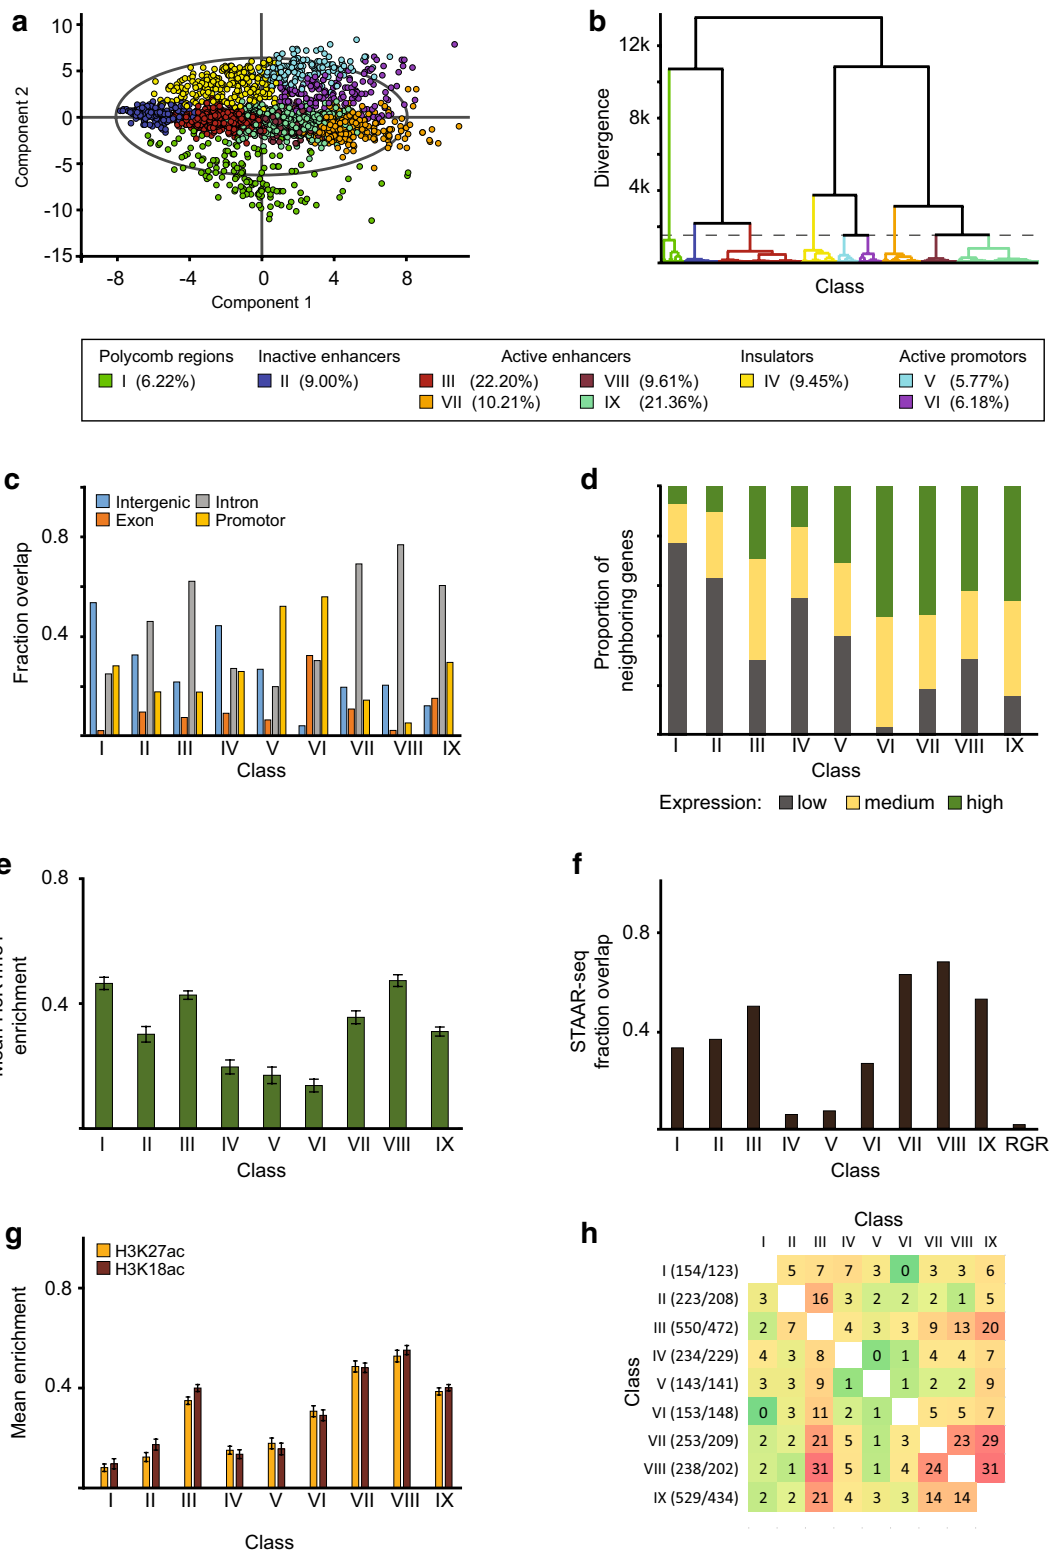 a
10
5
0
-5
-10
-15
Component 2
-8
-4
0
4
8
Component 1
b
12k
8k
4k
Divergence
Class
Polycomb regions
Inactive enhancers
Active enhancers
Insulators
Active promotors
I (6.22%)
II (9.00%)
III (22.20%)
VIII (9.61%)
IV (9.45%)
V (5.77%)
VII (10.21%)
IX (21.36%)
VI (6.18%)
c
Intergenic
Intron
Exon
Promotor
0.8
0.4
Fraction overlap
I II III IV V VI VII VIII IX
Class
d
Proportion of
neighboring genes
I II III IV V VI VII VIII IX
Class
Expression: low medium high
e
0.8
0.4
enrichment
I II III IV V VI VII VIII IX
Class
f
0.8
0.4
STAAR-seq
fraction overlap
I II III IV V VI VII VIII IX RGR
Class
g
H3K27ac
H3K18ac
0.8
0.4
Mean enrichment
I II III IV V VI VII VIII IX
Class
h
Class
I II III IV V VI VII VIII IX
Class
I (154/123) 5 7 7 3 0 3 3 6
II (223/208) 3 16 3 2 2 2 1 5
III (550/472) 2 7 4 3 3 9 13 20
IV (234/229) 4 3 8 0 1 4 4 7
V (143/141) 3 3 9 1 1 2 2 9
VI (153/148) 0 3 11 2 1 5 5 7
VII (253/209) 2 2 21 5 1 3 23 29
VIII (238/202) 2 1 31 5 1 4 24 31
IX (529/434) 2 2 21 4 3 3 14 14